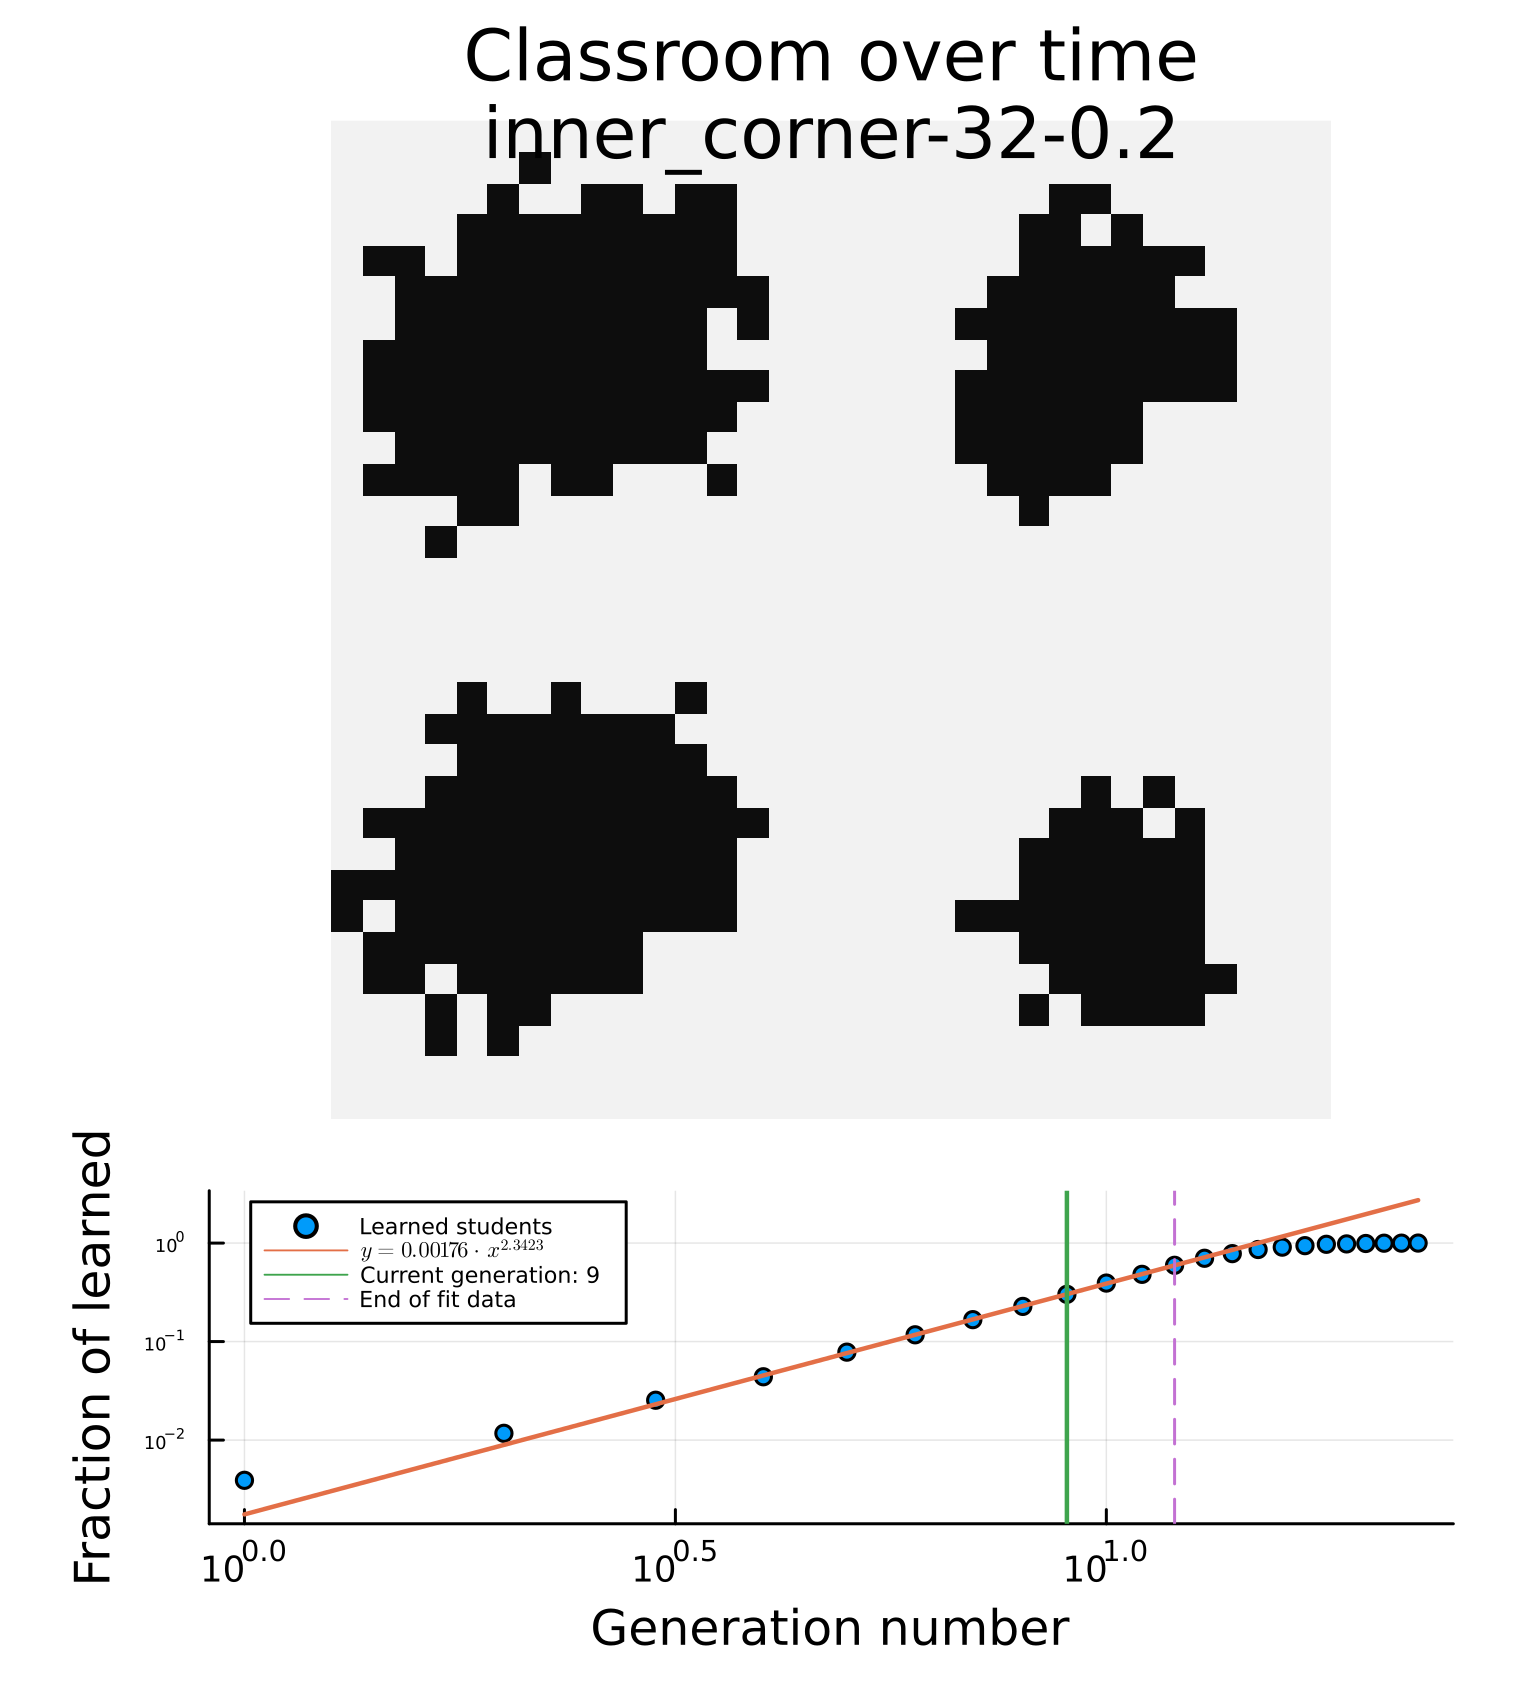 Classroom over time
inner_corner-32-0.2
Fraction of learned
10^0
10^-1
10^-2
Learned students
y = 0.00176 · x^2.3423
Current generation: 9
End of fit data
10^0.0
10^0.5
10^1.0
Generation number